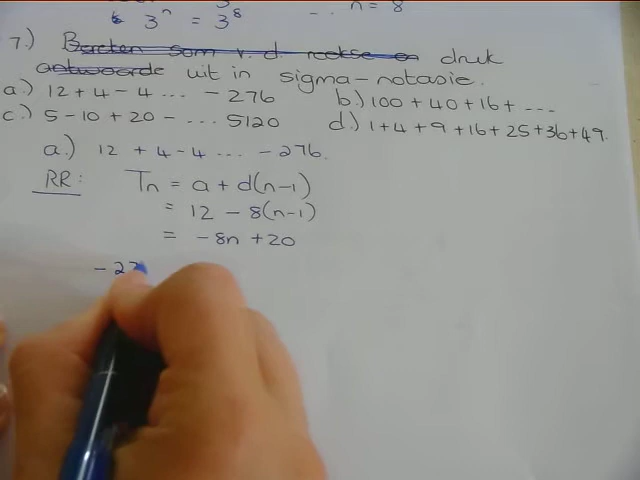 3ⁿ = 3⁸ ... n = 8
7.) Bereken som v. d. reekse en druk
antwoorde uit in sigma-notasie.
a.) 12 + 4 - 4 ... - 276 b.) 100 + 40 + 16 + ...
c.) 5 - 10 + 20 - ... 5120 d.) 1 + 4 + 9 + 16 + 25 + 36 + 49
a.) 12 + 4 - 4 ... - 276.
RR: Tn = a + d(n-1)
= 12 - 8(n-1)
= -8n + 20
-27